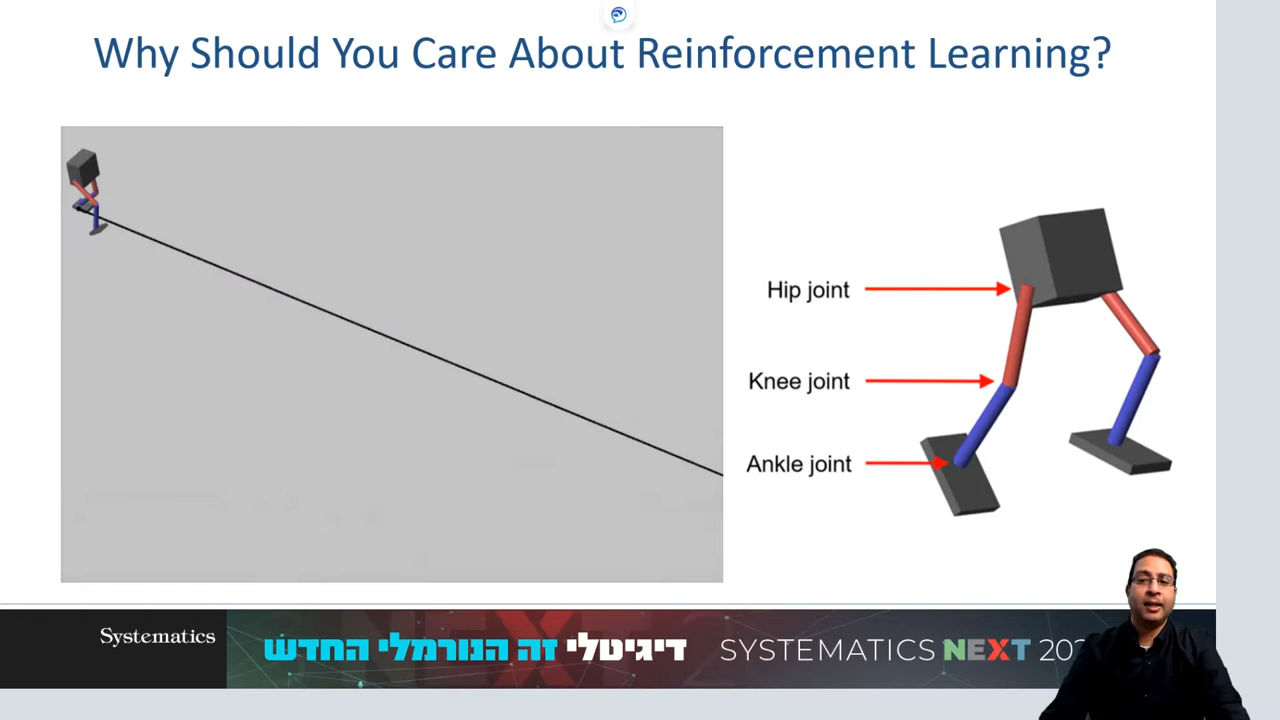 Why Should You Care About Reinforcement Learning?
Hip joint
Knee joint
Ankle joint
Systematics
דיגיטלי זה הנורמלי החדש
SYSTEMATICS NEXT 202